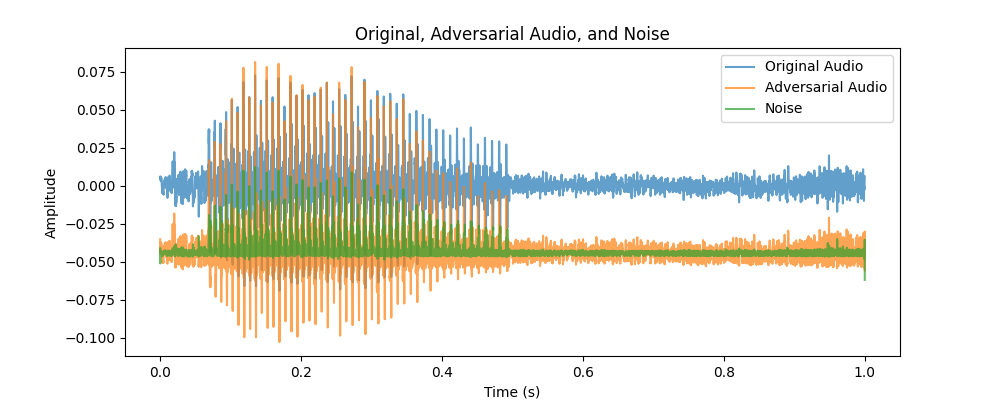 Original, Adversarial Audio, and Noise
Original Audio
Adversarial Audio
Noise
Amplitude
0.075
0.050
0.025
0.000
−0.025
−0.050
−0.075
−0.100
0.0 0.2 0.4 0.6 0.8 1.0
Time (s)